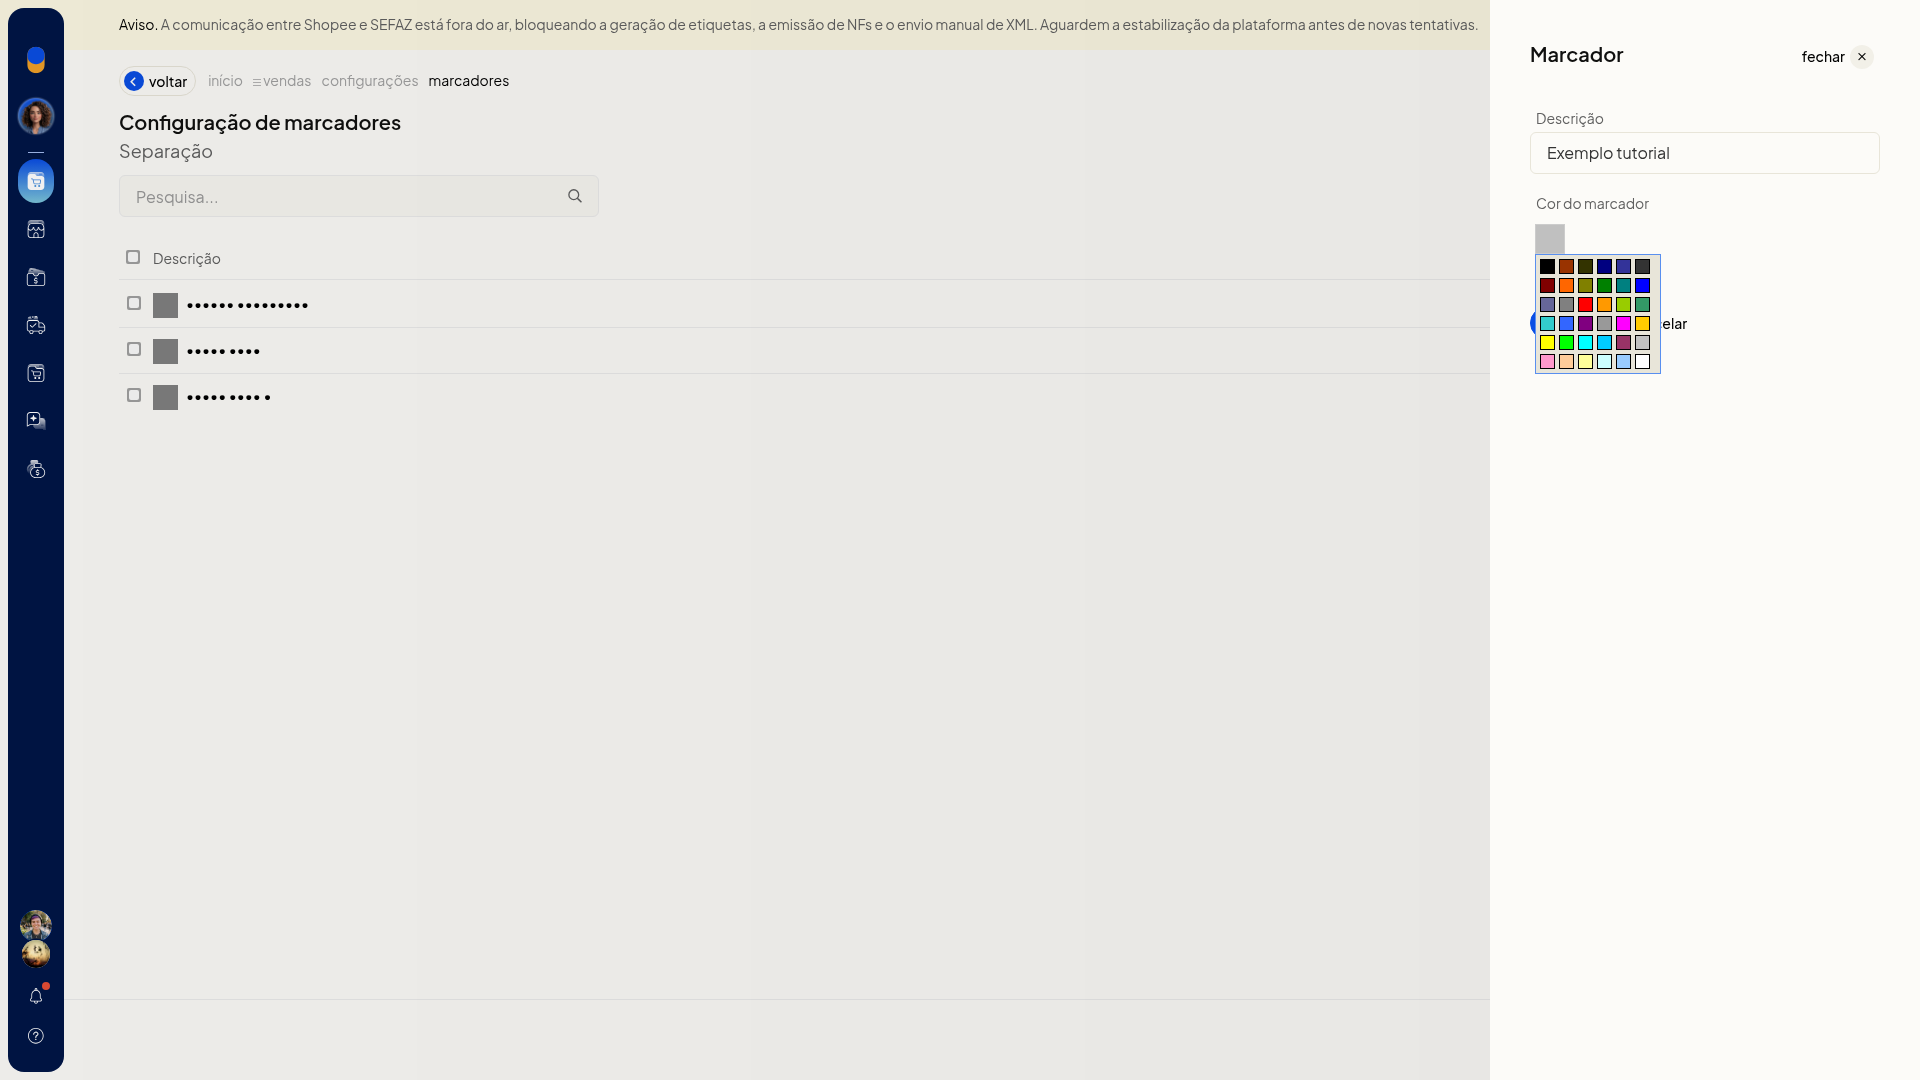 Aviso. A comunicação entre Shopee e SEFAZ está fora do ar, bloqueando a geração de etiquetas, a emissão de NFs e o envio manual de XML. Aguardem a estabilização da plataforma antes de novas tentativas.
voltar início vendas configurações marcadores
Configuração de marcadores
Separação
Pesquisa...
Descrição
•••••• •••••••••
••••• ••••
••••• ••••• •
Marcador
fechar
Descrição
Exemplo tutorial
Cor do marcador
elar